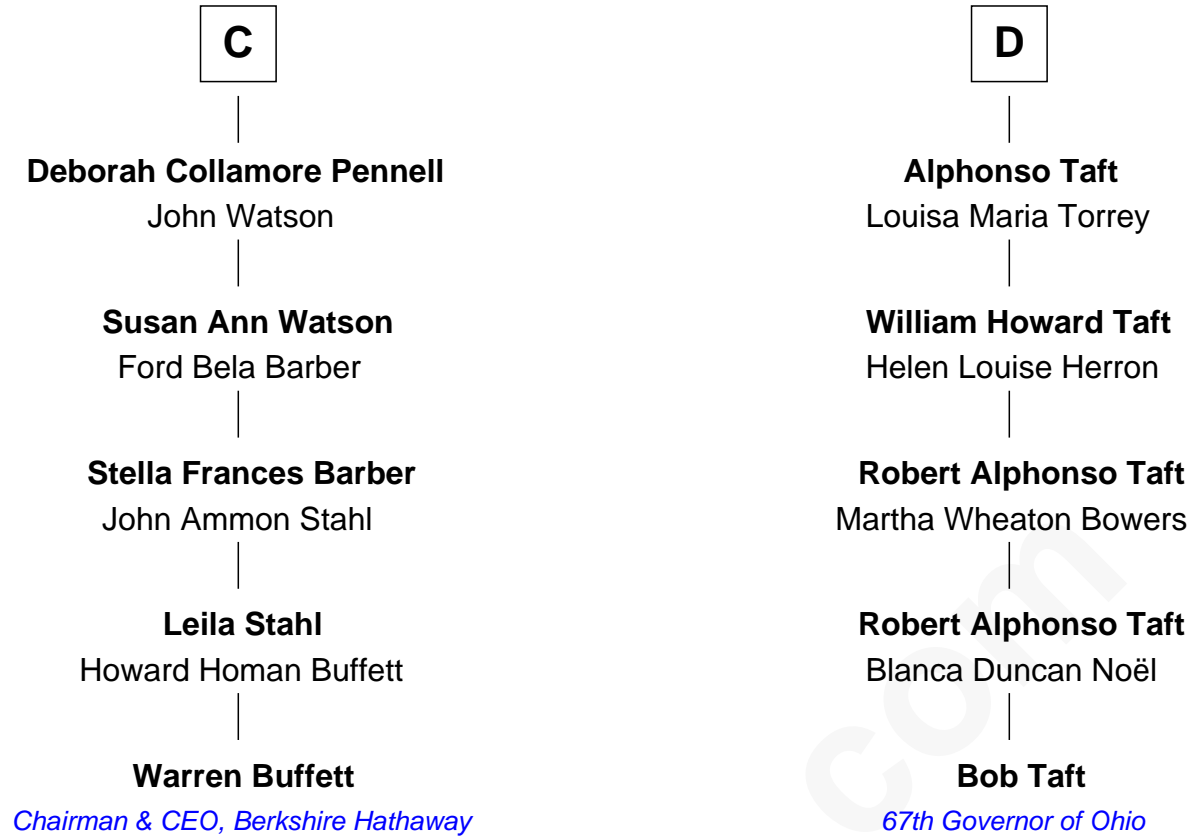 C
Deborah Collamore Pennell
John Watson
Susan Ann Watson
Ford Bela Barber
Stella Frances Barber
John Ammon Stahl
Leila Stahl
Howard Homan Buffett
Warren Buffett
Chairman & CEO, Berkshire Hathaway
D
Alphonso Taft
Louisa Maria Torrey
William Howard Taft
Helen Louise Herron
Robert Alphonso Taft
Martha Wheaton Bowers
Robert Alphonso Taft
Blanca Duncan Noël
Bob Taft
67th Governor of Ohio
com